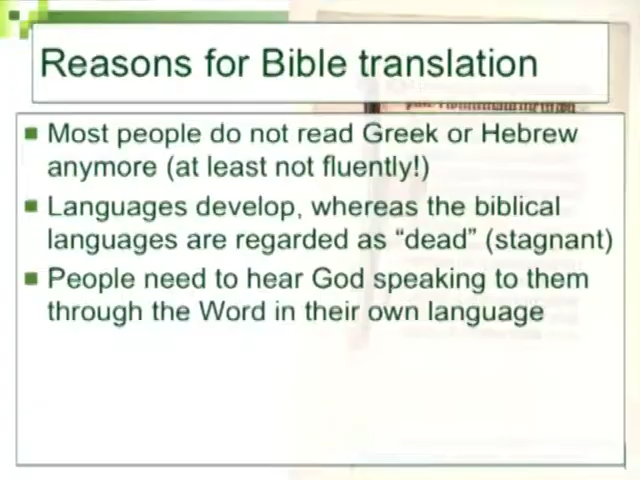 Reasons for Bible translation
Most people do not read Greek or Hebrew
anymore (at least not fluently!)
Languages develop, whereas the biblical
languages are regarded as “dead” (stagnant)
People need to hear God speaking to them
through the Word in their own language